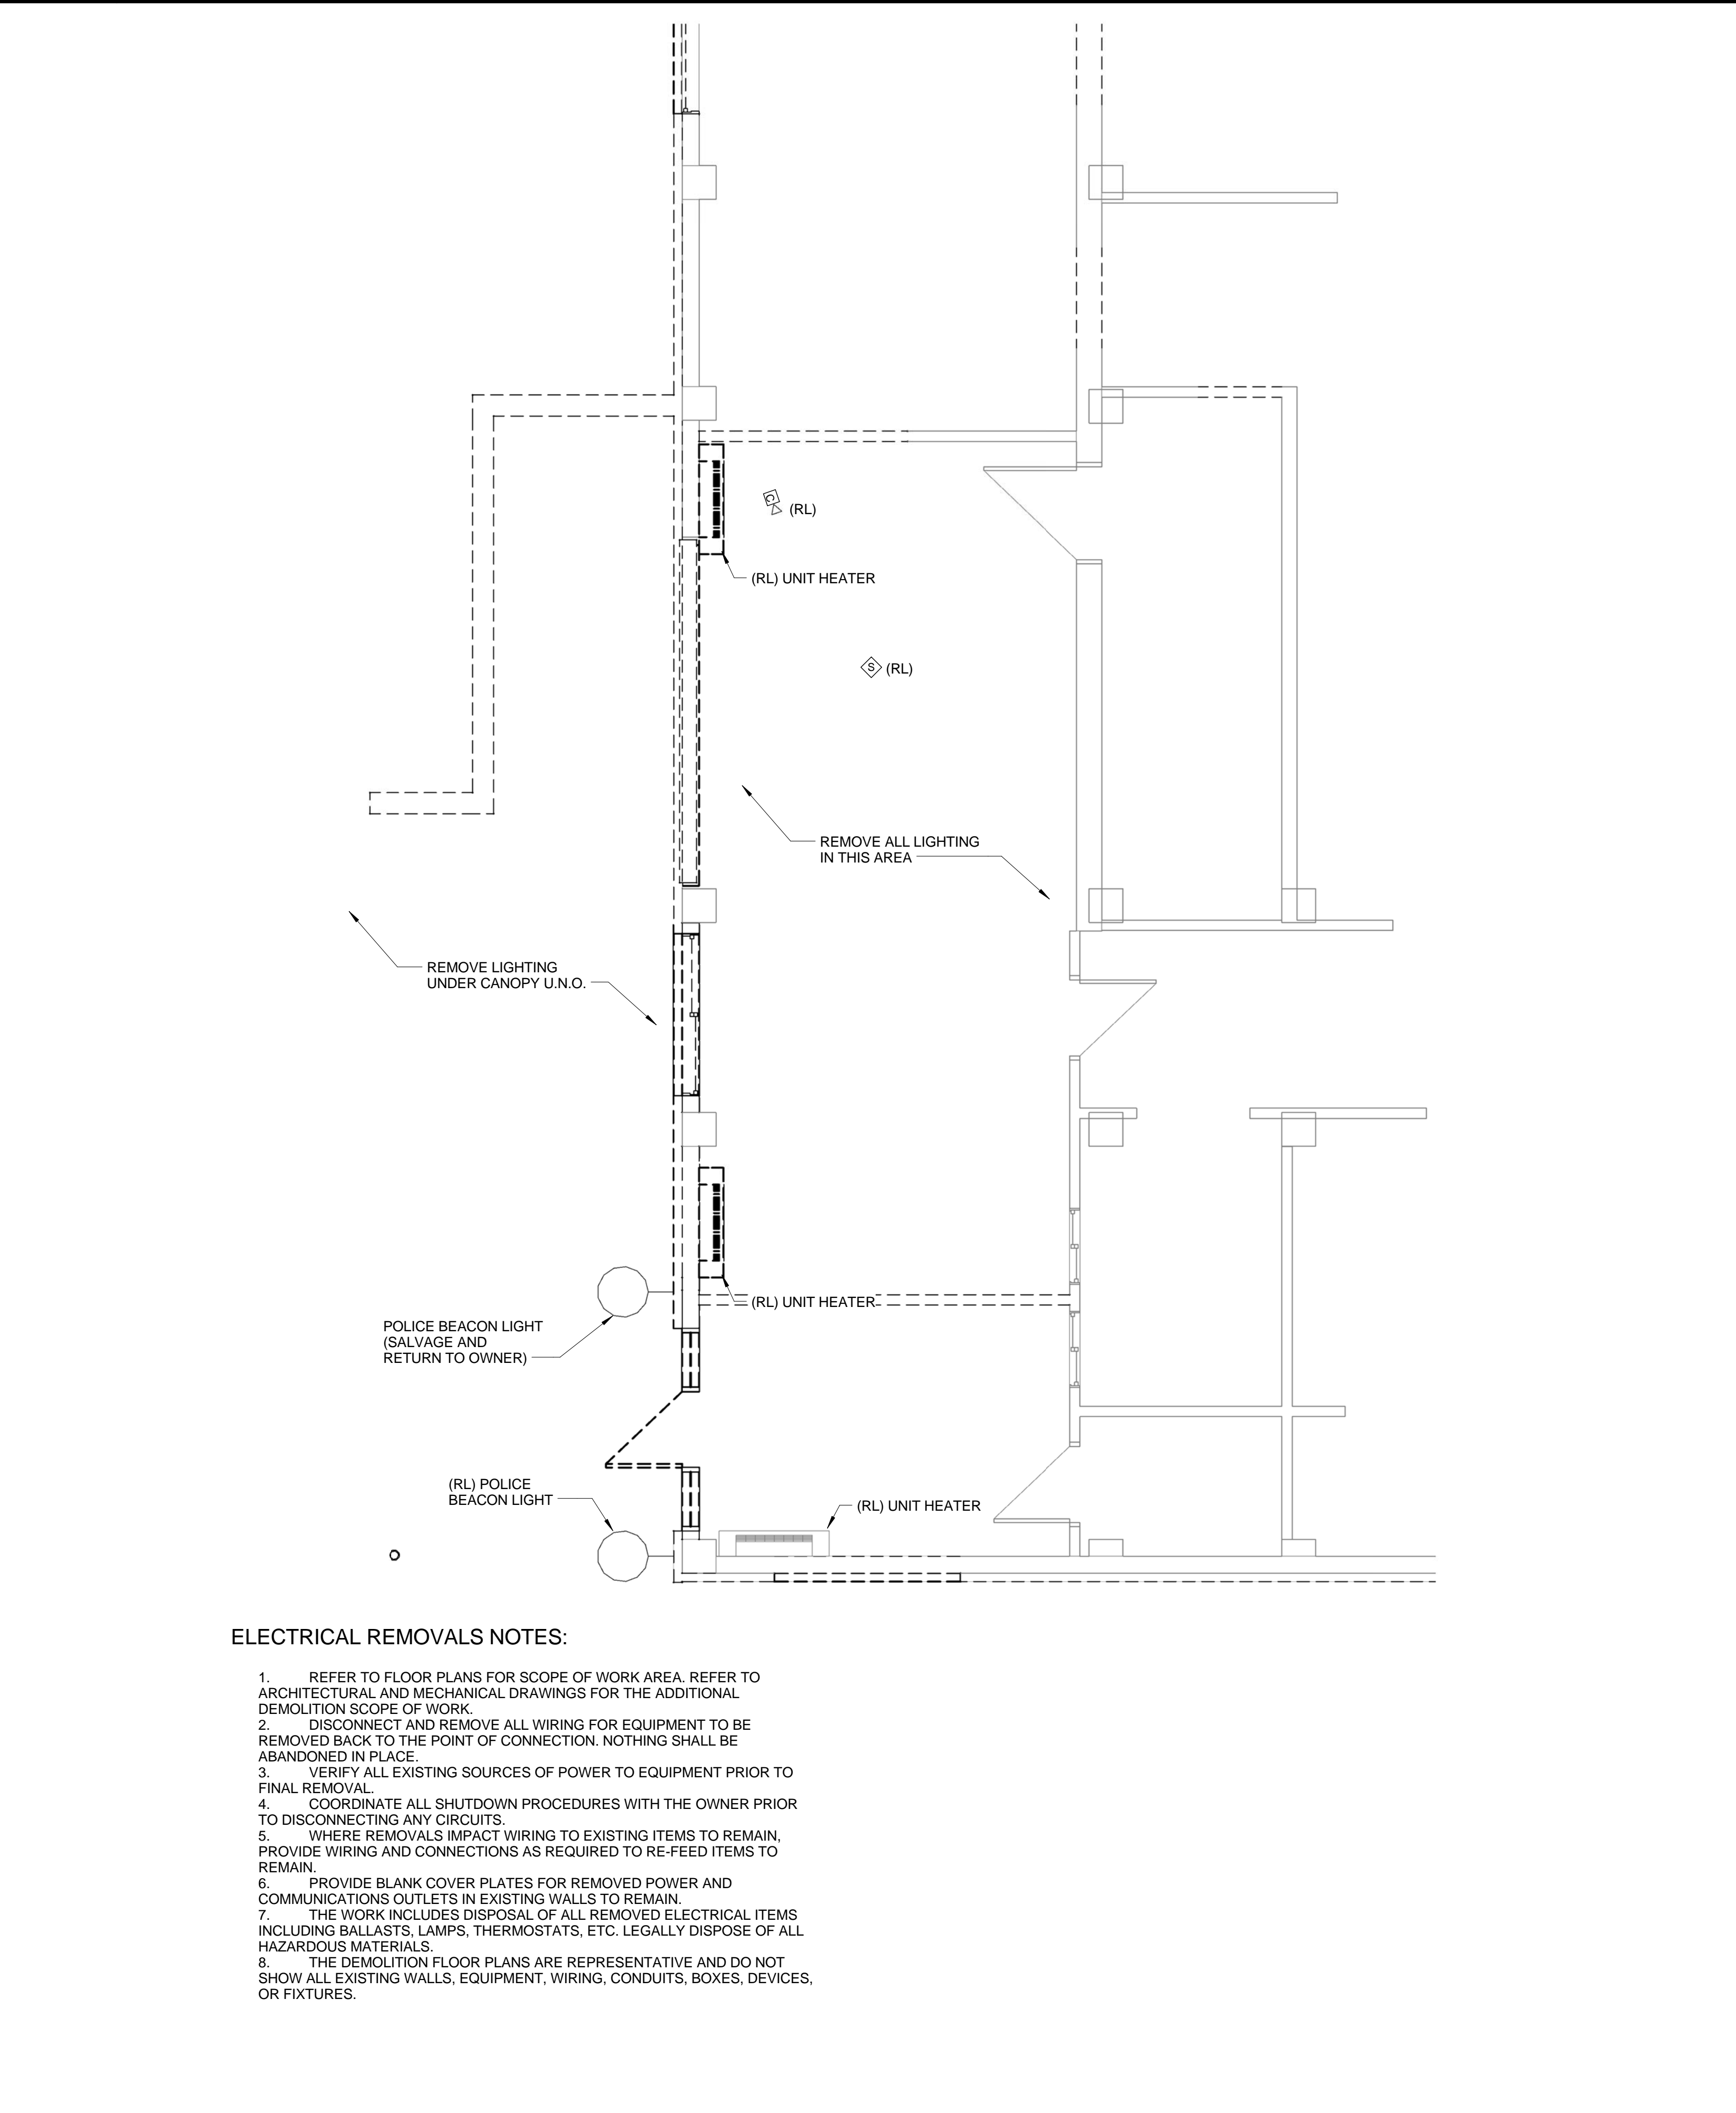 C
(RL)
(RL) UNIT HEATER
S (RL)
REMOVE ALL LIGHTING
IN THIS AREA
REMOVE LIGHTING
UNDER CANOPY U.N.O.
(RL) UNIT HEATER
POLICE BEACON LIGHT
(SALVAGE AND
RETURN TO OWNER)
(RL) POLICE
BEACON LIGHT
(RL) UNIT HEATER
ELECTRICAL REMOVALS NOTES:
1. REFER TO FLOOR PLANS FOR SCOPE OF WORK AREA. REFER TO
ARCHITECTURAL AND MECHANICAL DRAWINGS FOR THE ADDITIONAL
DEMOLITION SCOPE OF WORK.
2. DISCONNECT AND REMOVE ALL WIRING FOR EQUIPMENT TO BE
REMOVED BACK TO THE POINT OF CONNECTION. NOTHING SHALL BE
ABANDONED IN PLACE.
3. VERIFY ALL EXISTING SOURCES OF POWER TO EQUIPMENT PRIOR TO
FINAL REMOVAL.
4. COORDINATE ALL SHUTDOWN PROCEDURES WITH THE OWNER PRIOR
TO DISCONNECTING ANY CIRCUITS.
5. WHERE REMOVALS IMPACT WIRING TO EXISTING ITEMS TO REMAIN,
PROVIDE WIRING AND CONNECTIONS AS REQUIRED TO RE-FEED ITEMS TO
REMAIN.
6. PROVIDE BLANK COVER PLATES FOR REMOVED POWER AND
COMMUNICATIONS OUTLETS IN EXISTING WALLS TO REMAIN.
7. THE WORK INCLUDES DISPOSAL OF ALL REMOVED ELECTRICAL ITEMS
INCLUDING BALLASTS, LAMPS, THERMOSTATS, ETC. LEGALLY DISPOSE OF ALL
HAZARDOUS MATERIALS.
8. THE DEMOLITION FLOOR PLANS ARE REPRESENTATIVE AND DO NOT
SHOW ALL EXISTING WALLS, EQUIPMENT, WIRING, CONDUITS, BOXES, DEVICES,
OR FIXTURES.